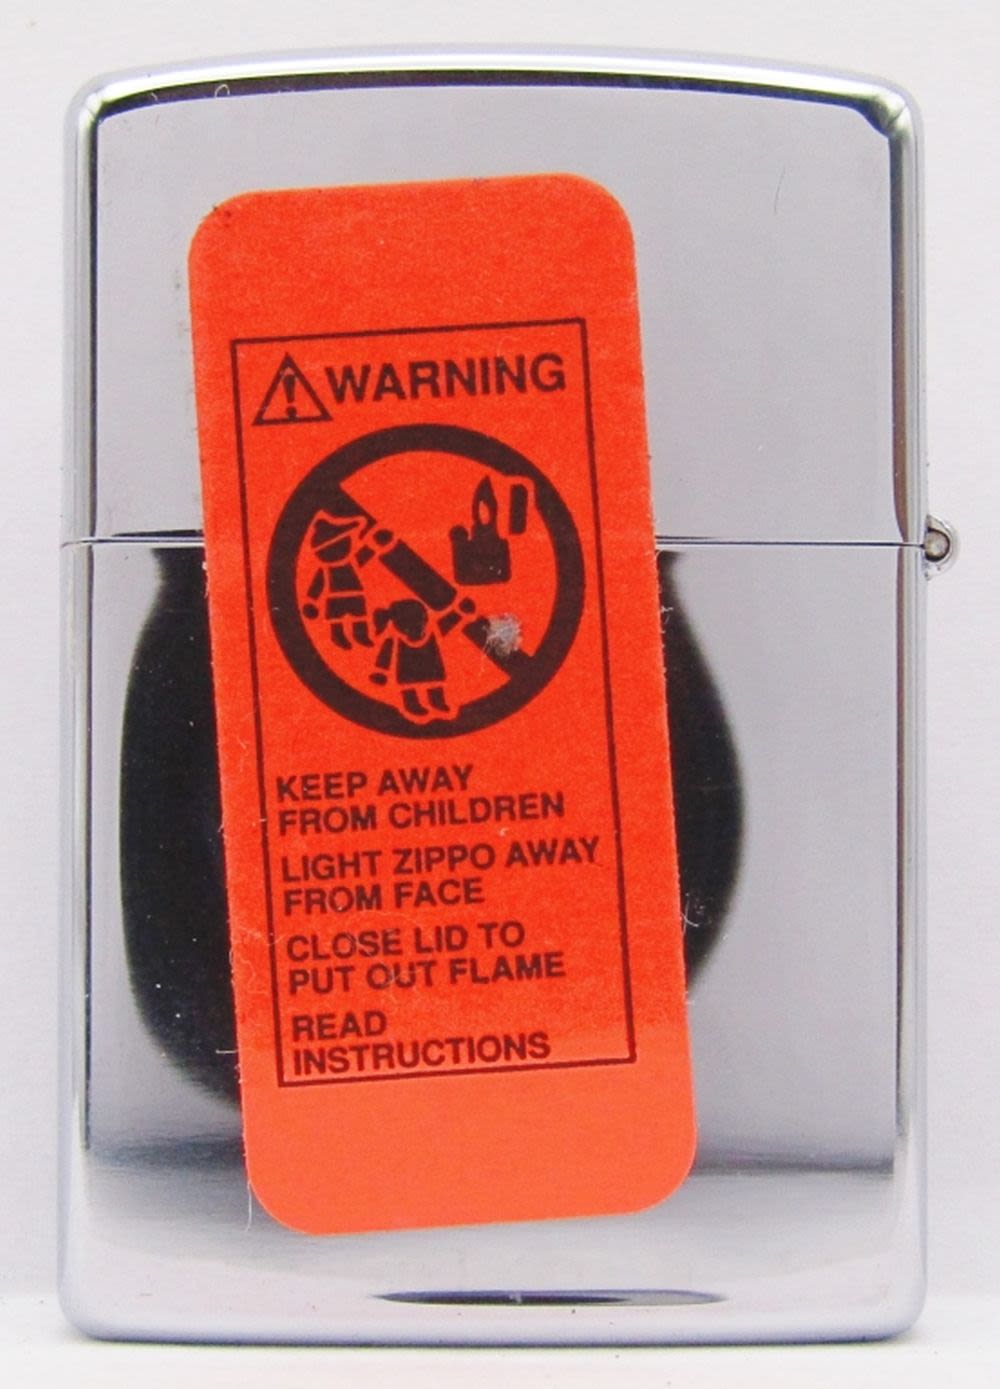 WARNING
KEEP AWAY
FROM CHILDREN
LIGHT ZIPPO AWAY
FROM FACE
CLOSE LID TO
PUT OUT FLAME
READ
INSTRUCTIONS